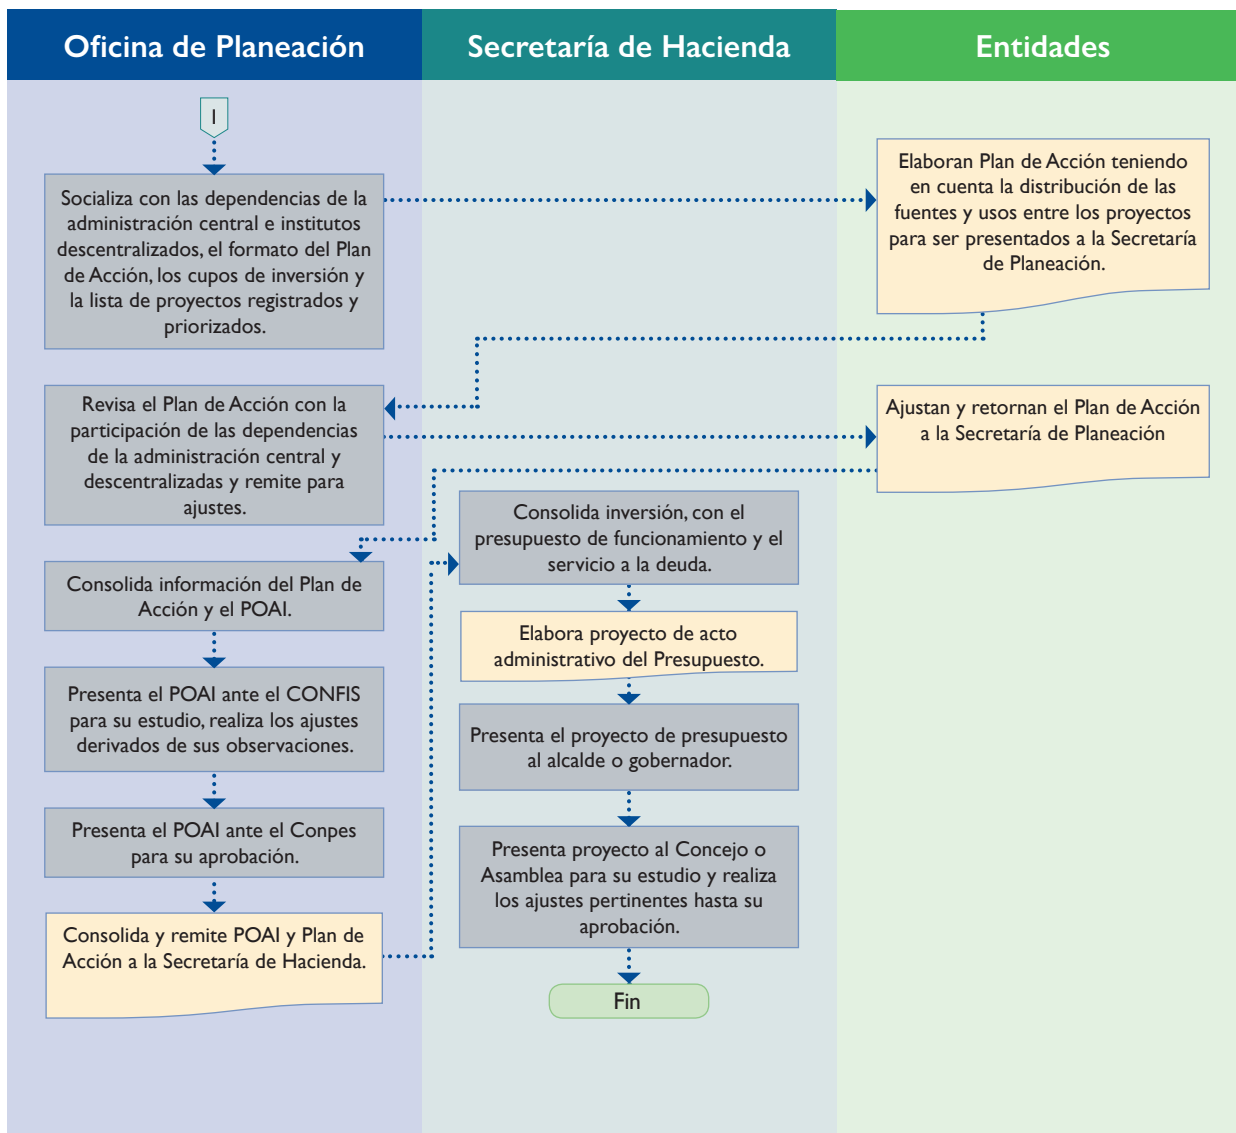 Oficina de Planeación
Secretaría de Hacienda
Entidades
1
Socializa con las dependencias de la
administración central e institutos
descentralizados, el formato del Plan
de Acción, los cupos de inversión y
la lista de proyectos registrados y
priorizados.
Elaboran Plan de Acción teniendo
en cuenta la distribución de las
fuentes y usos entre los proyectos
para ser presentados a la Secretaría
de Planeación.
Revisa el Plan de Acción con la
participación de las dependencias
de la administración central y
descentralizadas y remite para
ajustes.
Ajustan y retornan el Plan de Acción
a la Secretaría de Planeación
Consolida información del Plan de
Acción y el POAI.
Presenta el POAI ante el CONFIS
para su estudio, realiza los ajustes
derivados de sus observaciones.
Presenta el POAI ante el Conpes
para su aprobación.
Consolida y remite POAI y Plan de
Acción a la Secretaría de Hacienda.
Consolida inversión, con el
presupuesto de funcionamiento y el
servicio a la deuda.
Elabora proyecto de acto
administrativo del Presupuesto.
Presenta el proyecto de presupuesto
al alcalde o gobernador.
Presenta proyecto al Concejo o
Asamblea para su estudio y realiza
los ajustes pertinentes hasta su
aprobación.
Fin